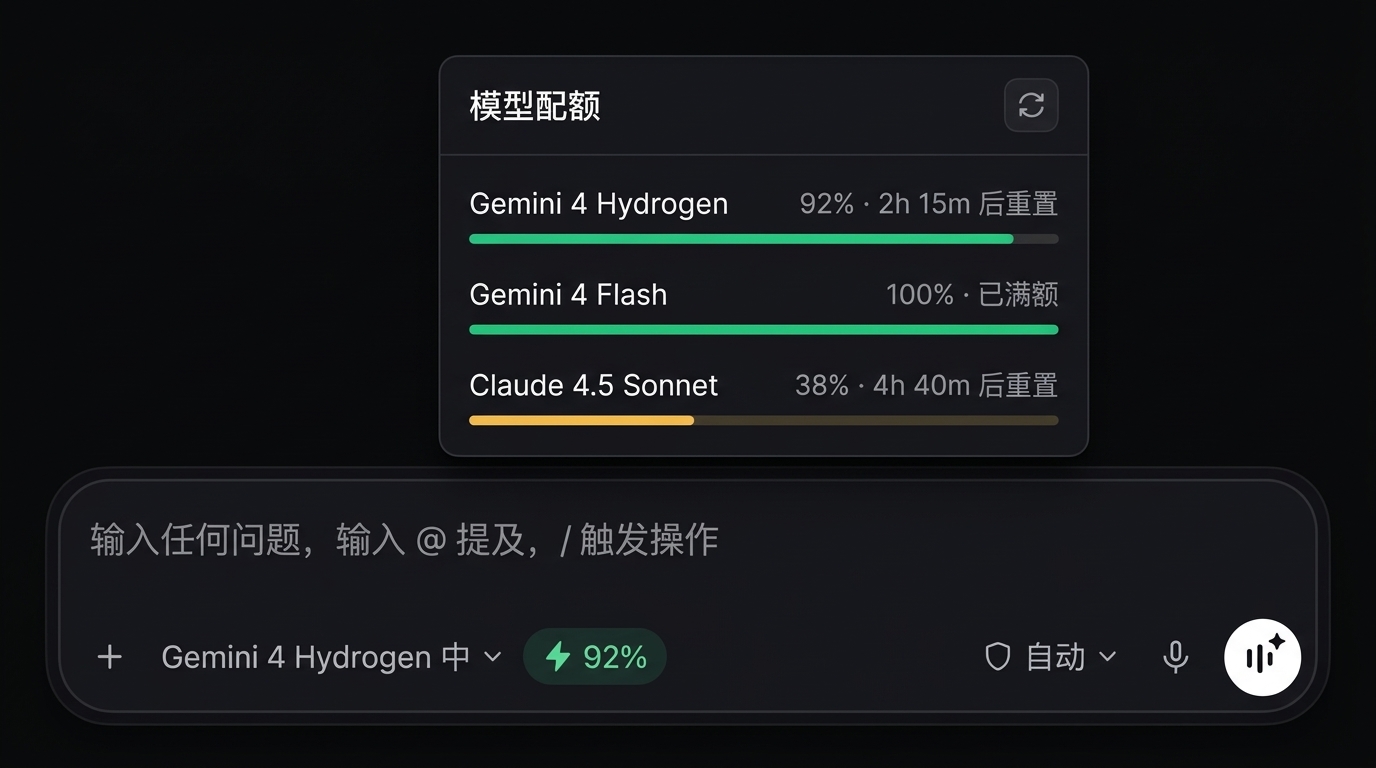 模型配额
Gemini 4 Hydrogen 92% · 2h 15m 后重置
Gemini 4 Flash 100% · 已满额
Claude 4.5 Sonnet 38% · 4h 40m 后重置
输入任何问题，输入 @ 提及，/ 触发操作
Gemini 4 Hydrogen 中 92% 自动